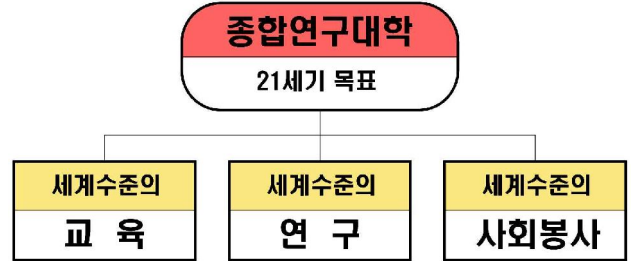 종합연구대학
21세기 목표
세계수준의
교 육
세계수준의
연 구
세계수준의
사회봉사